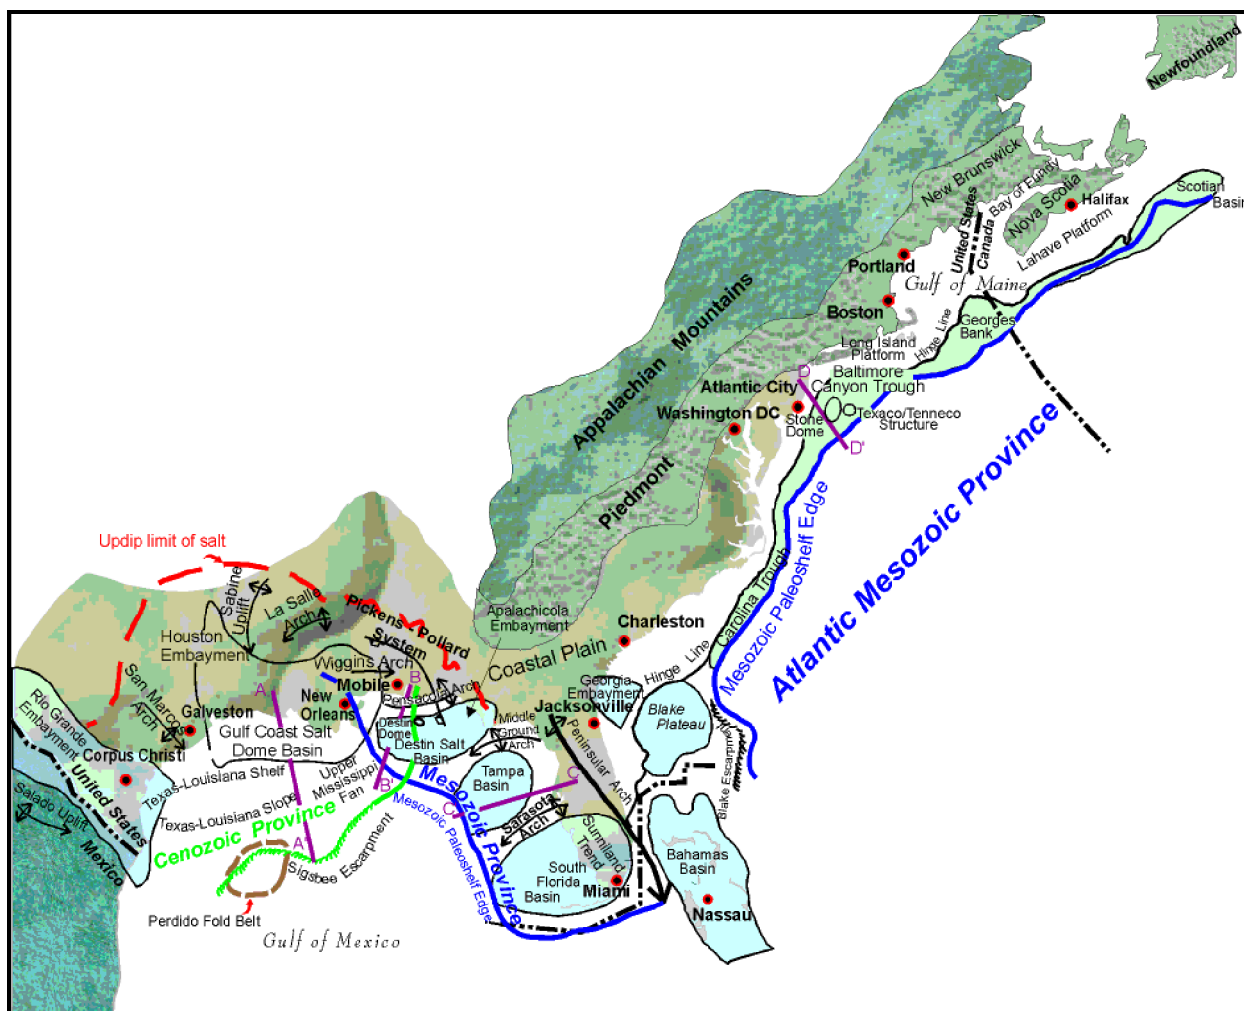 Newfoundland
New Brunswick
Bay of Fundy
Nova Scotia
Halifax
Scotian
Basin
Lahave Platform
United States
Canada
Portland
Gulf of Maine
Boston
Georges
Bank
Hinge Line
Long Island
Platform
Appalachian Mountains
Baltimore
Canyon Trough
D
Atlantic City
Washington DC
Stone
Dome
Texaco/Tenneco
Structure
D'
Piedmont
Atlantic Mesozoic Province
Mesozoic Paleoshelf Edge
Carolina Trough
Updip limit of salt
Sabine
Uplift
La Salle
Arch
Pickens - Pollard
System
Apalachicola
Embayment
Charleston
Coastal Plain
Hinge Line
Houston
Embayment
Wiggins Arch
Mobile
B
Pensacola Arch
Georgia
Embayment
Jacksonville
Blake
Plateau
Blake Escarpment
San Marcos
Arch
A
New
Orleans
Galveston
Gulf Coast Salt
Dome Basin
Destin
Dome
Destin Salt
Basin
Middle
Ground
Arch
Peninsular Arch
Rio Grande
Embayment
Corpus Christi
Texas-Louisiana Shelf
Upper
Mississippi
Fan
B'
Tampa
Basin
C
C'
Mesozoic Province
Mesozoic Paleoshelf Edge
United States
Mexico
Salado Uplift
Texas-Louisiana Slope
Cenozoic Province
A'
Sigsbee Escarpment
Sarasota
Arch
Sunniland
Trend
South
Florida
Basin
Miami
Bahamas
Basin
Nassau
Perdido Fold Belt
Gulf of Mexico